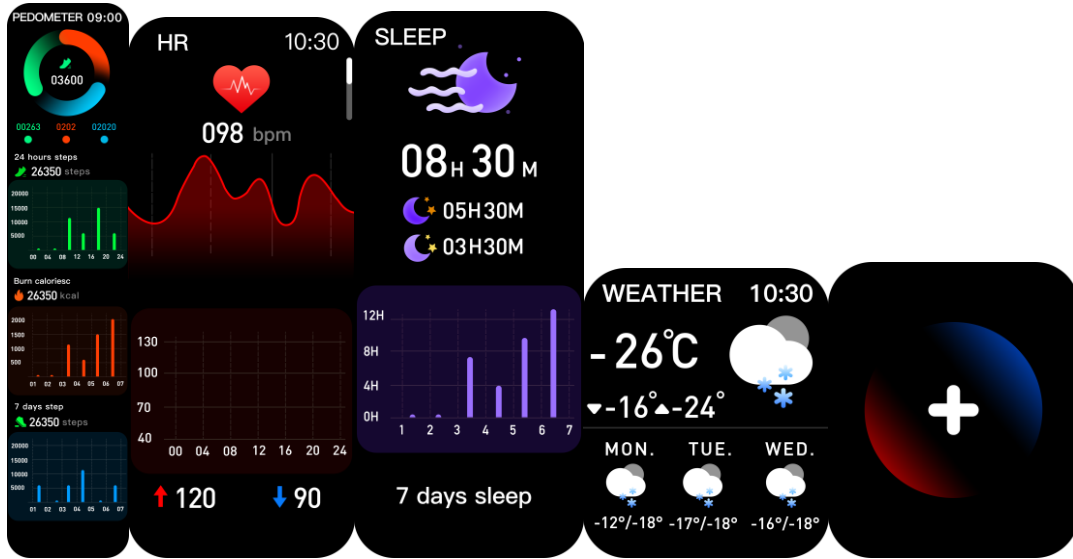 PEDOMETER 09:00
03600
00263 0202 02020
24 hours steps
26350 steps
20000
15000
10000
5000
00 04 08 12 16 20 24
Burn caloriesc
26350 kcal
2000
1500
1000
500
01 02 03 04 05 06 07
7 days step
26350 steps
20000
15000
10000
5000
01 02 03 04 05 06 07
HR 10:30
098 bpm
130
100
70
40
00 04 08 12 16 20 24
120 90
SLEEP
08H 30 M
05H30M
03H30M
12H
8H
4H
0H
1 2 3 4 5 6 7
7 days sleep
WEATHER 10:30
-26°C
-16° -24°
MON. TUE. WED.
-12°/-18° -17°/-18° -16°/-18°